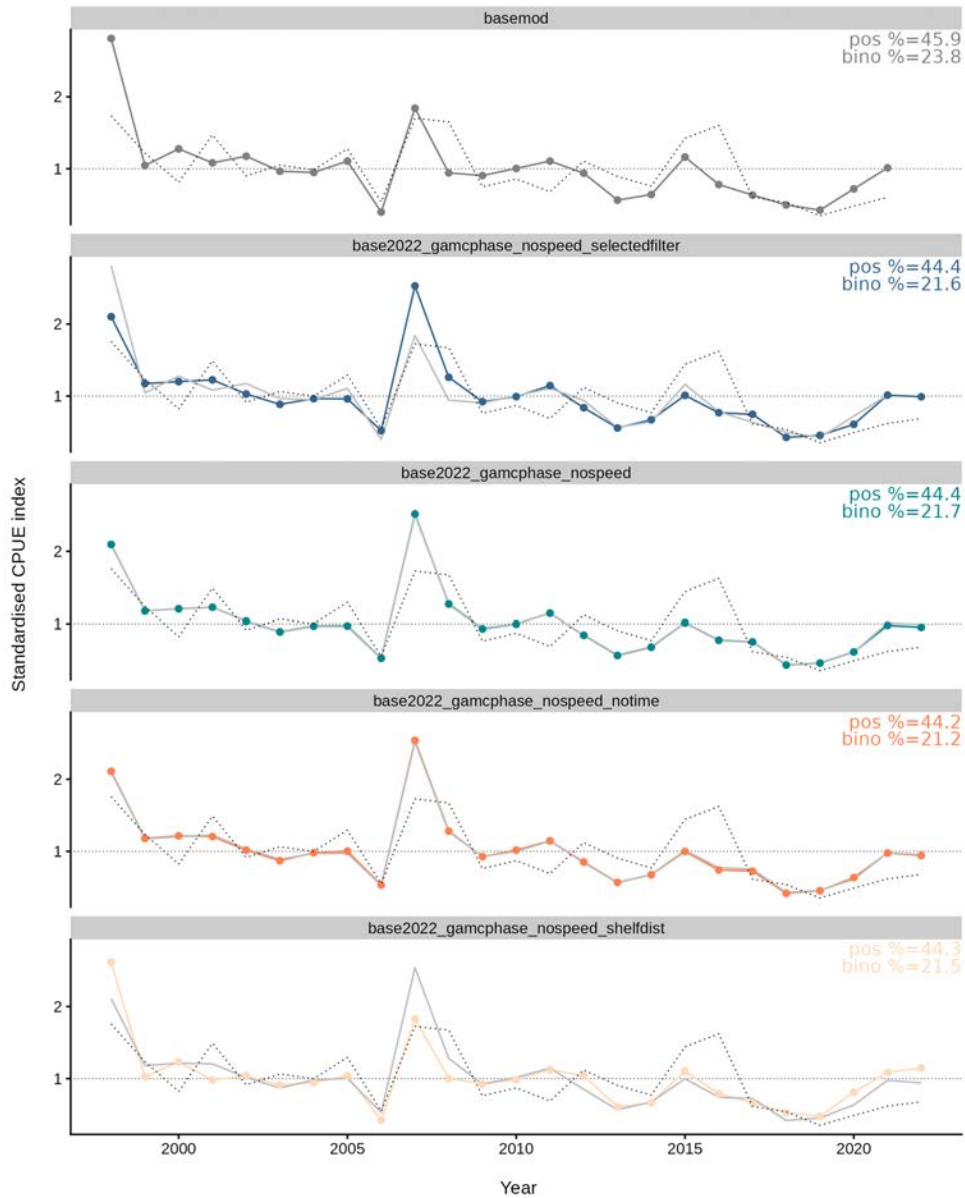 basemod
pos %=45.9
bino %=23.8
2
1
base2022_gamcphase_nospeed_selectedfilter
pos %=44.4
bino %=21.6
2
1
base2022_gamcphase_nospeed
pos %=44.4
bino %=21.7
2
1
base2022_gamcphase_nospeed_notime
pos %=44.2
bino %=21.2
2
1
base2022_gamcphase_nospeed_shelfdist
pos %=44.3
bino %=21.5
2
1
2000 2005 2010 2015 2020
Year
Standardised CPUE index